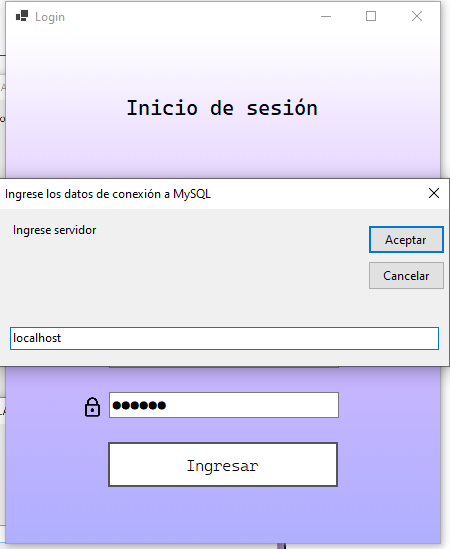 Login
Inicio de sesión
Ingrese los datos de conexión a MySQL
Ingrese servidor
Aceptar
Cancelar
localhost
●●●●●●
Ingresar